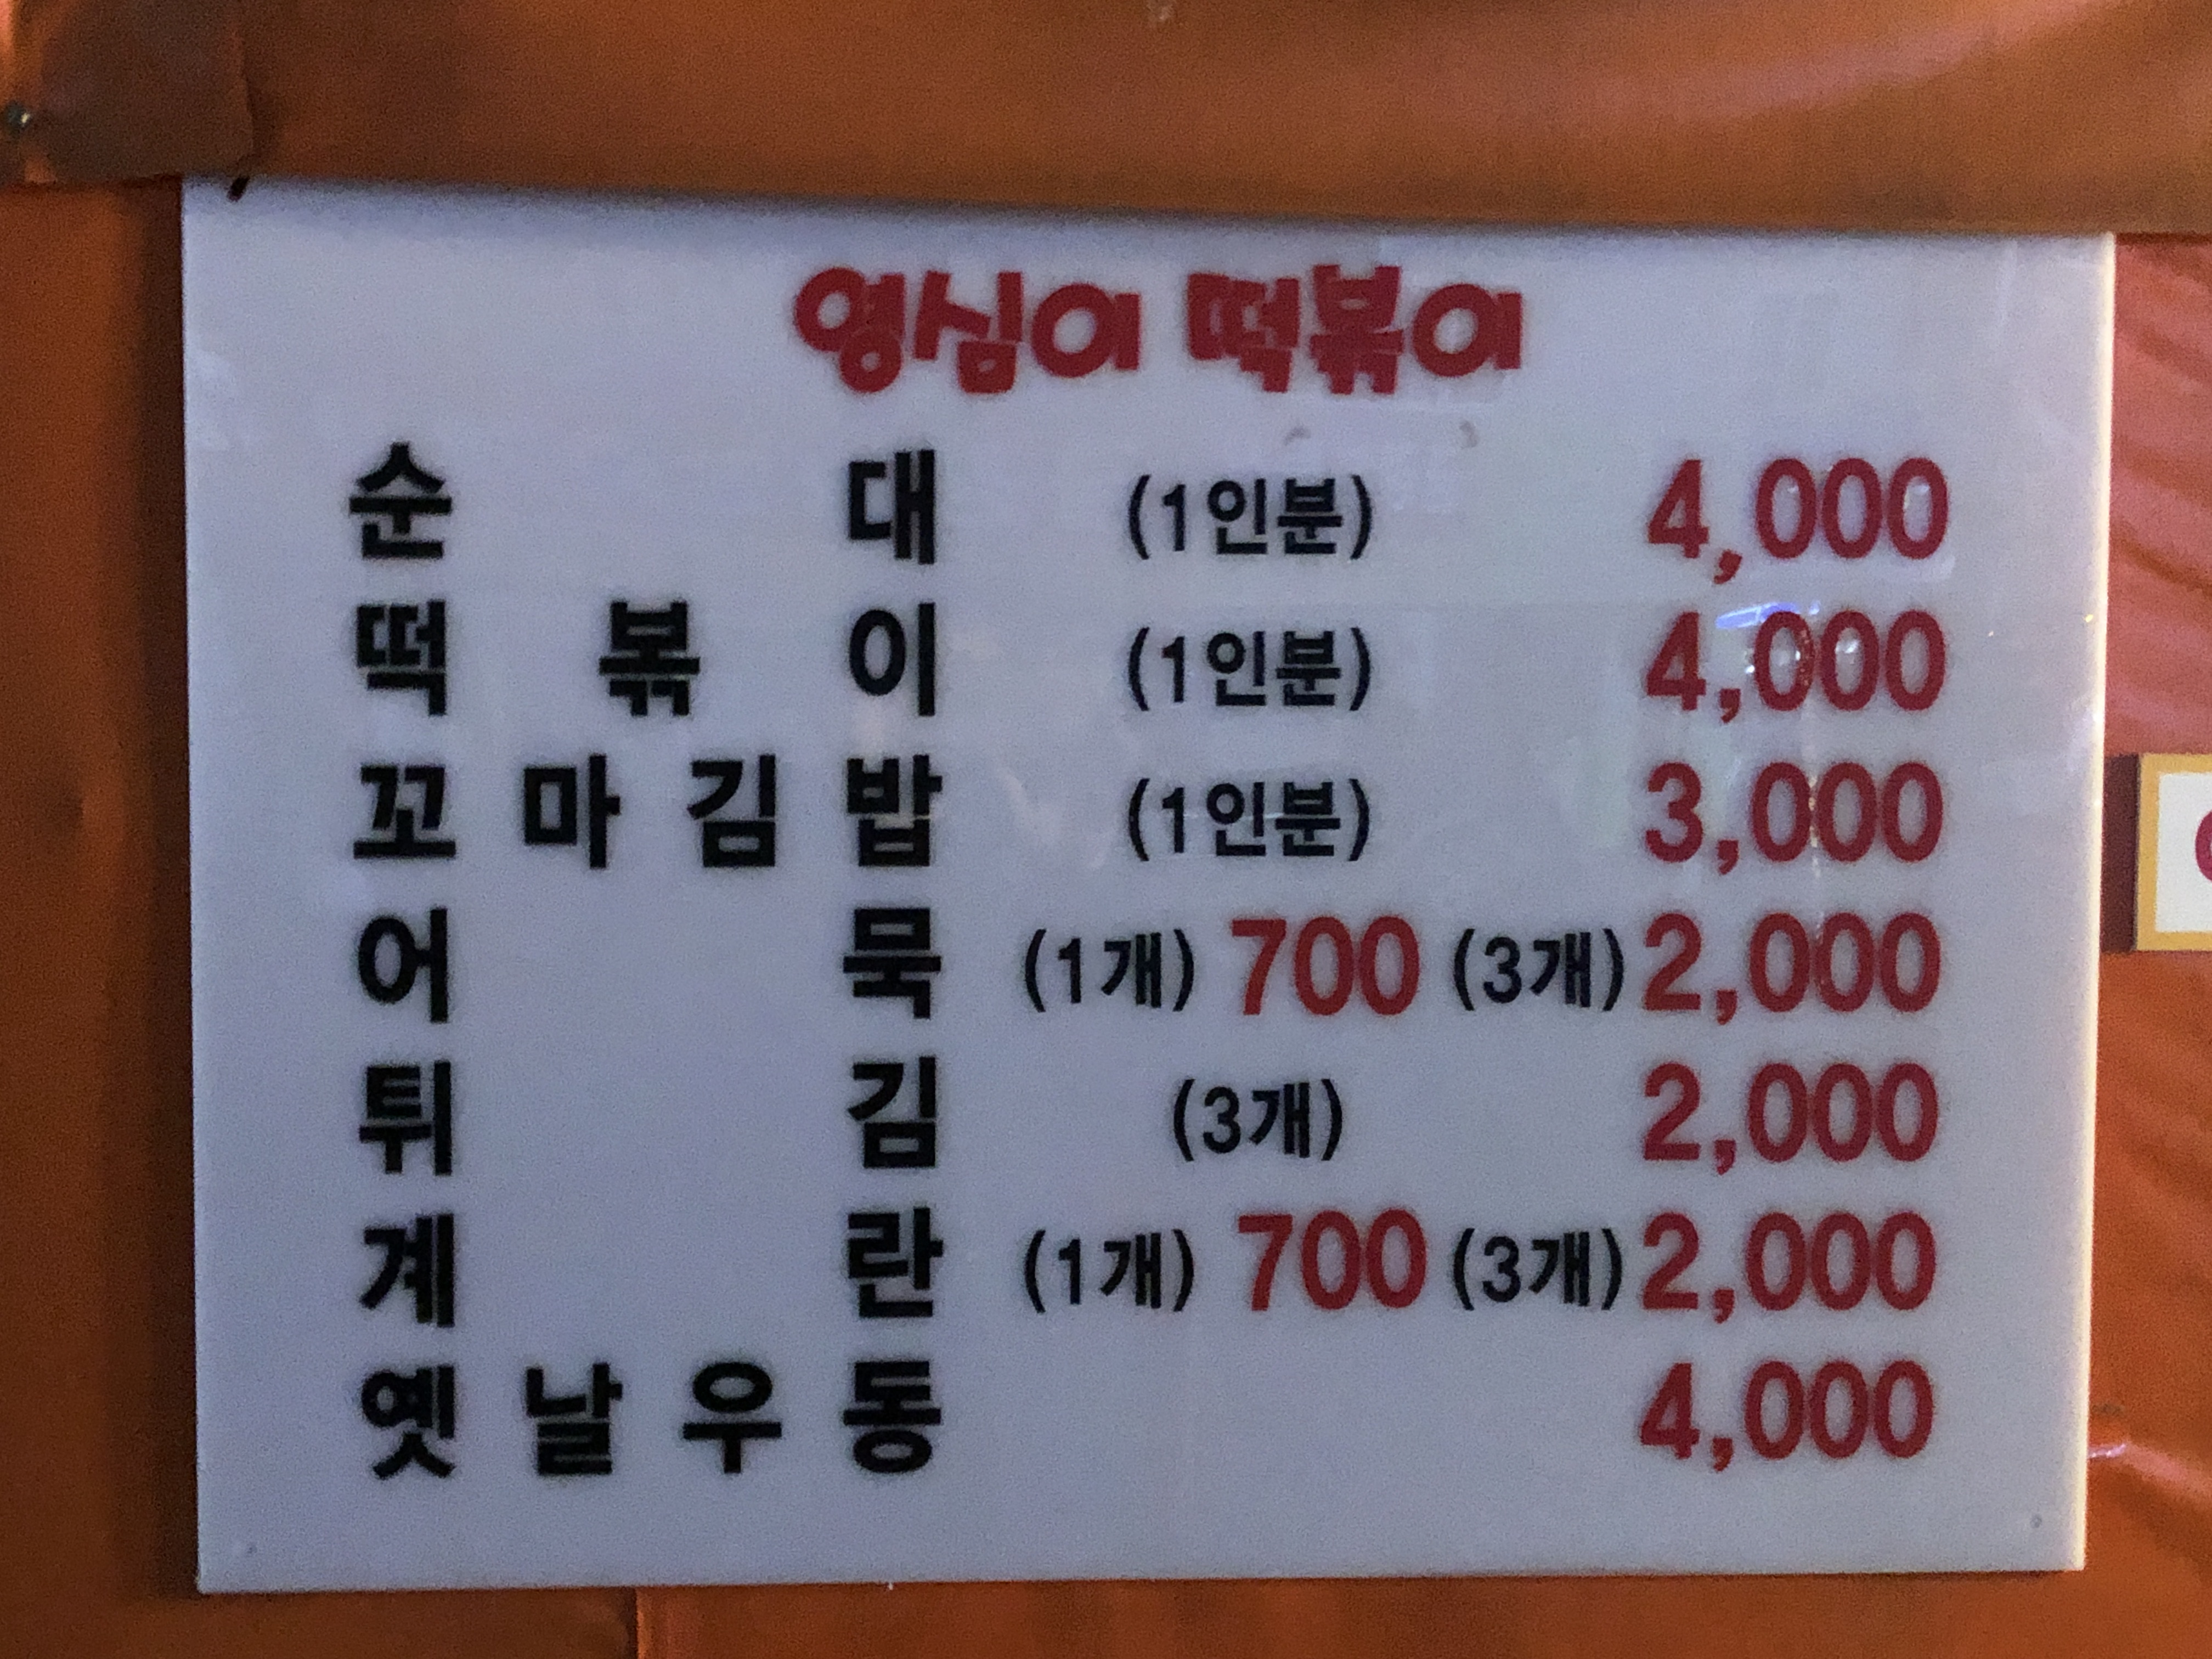 영심이 떡볶이
순 대 (1인분) 4,000
떡 볶 이 (1인분) 4,000
꼬 마 김 밥 (1인분) 3,000
어 묵 (1개) 700 (3개) 2,000
튀 김 (3개) 2,000
계 란 (1개) 700 (3개) 2,000
옛 날 우 동 4,000